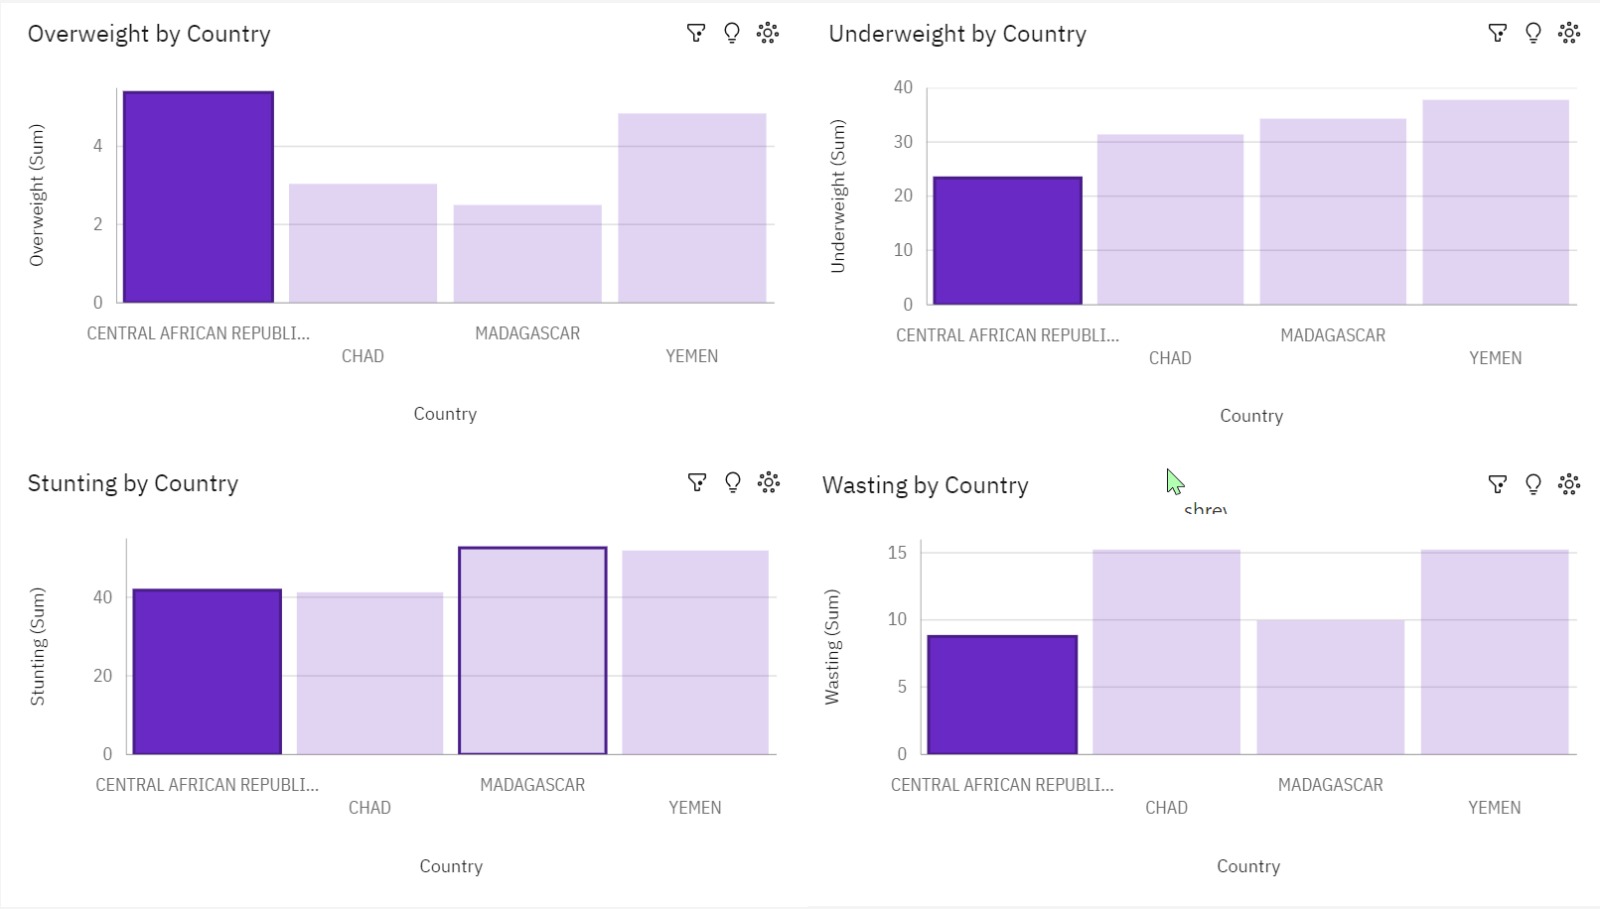 Overweight by Country
Overweight (Sum)
4
2
0
CENTRAL AFRICAN REPUBLI...
CHAD
MADAGASCAR
YEMEN
Country
Underweight by Country
Underweight (Sum)
40
30
20
10
0
CENTRAL AFRICAN REPUBLI...
CHAD
MADAGASCAR
YEMEN
Country
Stunting by Country
Stunting (Sum)
40
20
0
CENTRAL AFRICAN REPUBLI...
CHAD
MADAGASCAR
YEMEN
Country
Wasting by Country
Wasting (Sum)
15
10
5
0
CENTRAL AFRICAN REPUBLI...
CHAD
MADAGASCAR
YEMEN
Country